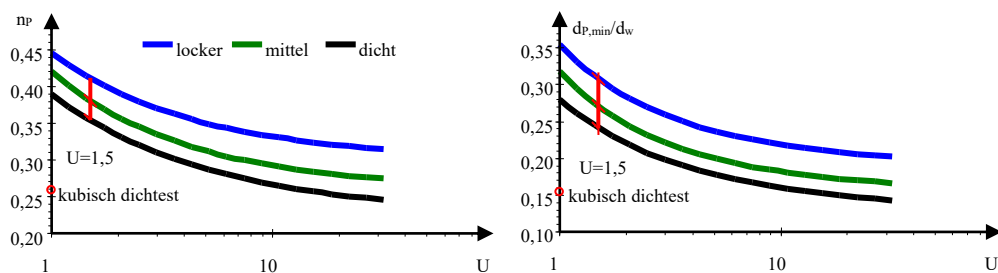 nP
0,45
0,40
0,35
0,30
0,25
0,20
locker
mittel
dicht
U=1,5
kubisch dichtest
1
10
U
dP,min/dw
0,35
0,30
0,25
0,20
0,15
0,10
U=1,5
kubisch dichtest
1
10
U